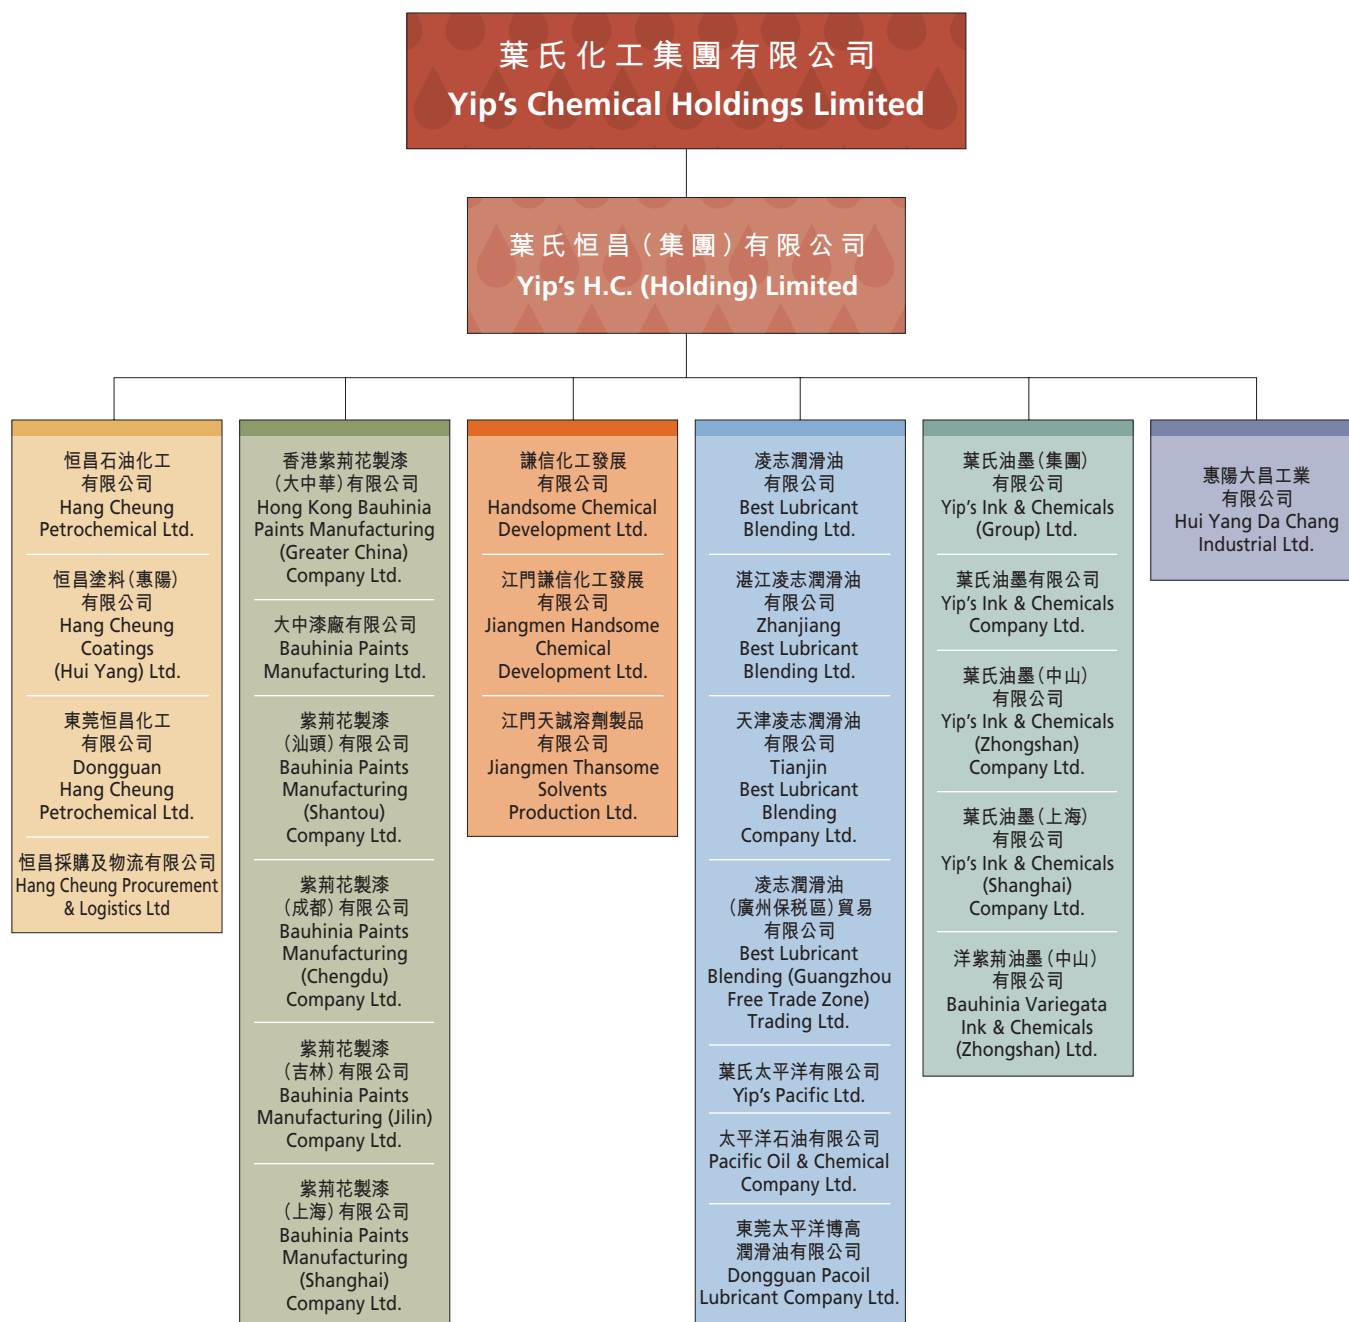 葉氏化工集團有限公司
Yip's Chemical Holdings Limited
葉氏恒昌（集團）有限公司
Yip's H.C. (Holding) Limited
恒昌石油化工
有限公司
Hang Cheung
Petrochemical Ltd.
恒昌塗料（惠陽）
有限公司
Hang Cheung
Coatings
(Hui Yang) Ltd.
東莞恒昌化工
有限公司
Dongguan
Hang Cheung
Petrochemical Ltd.
恒昌採購及物流有限公司
Hang Cheung Procurement
& Logistics Ltd
香港紫荊花製漆
（大中華）有限公司
Hong Kong Bauhinia
Paints Manufacturing
(Greater China)
Company Ltd.
大中漆廠有限公司
Bauhinia Paints
Manufacturing Ltd.
紫荊花製漆
（汕頭）有限公司
Bauhinia Paints
Manufacturing
(Shantou)
Company Ltd.
紫荊花製漆
（成都）有限公司
Bauhinia Paints
Manufacturing
(Chengdu)
Company Ltd.
紫荊花製漆
（吉林）有限公司
Bauhinia Paints
Manufacturing (Jilin)
Company Ltd.
紫荊花製漆
（上海）有限公司
Bauhinia Paints
Manufacturing
(Shanghai)
Company Ltd.
謙信化工發展
有限公司
Handsome Chemical
Development Ltd.
江門謙信化工發展
有限公司
Jiangmen Handsome
Chemical
Development Ltd.
江門天誠溶劑製品
有限公司
Jiangmen Thansome
Solvents
Production Ltd.
凌志潤滑油
有限公司
Best Lubricant
Blending Ltd.
湛江凌志潤滑油
有限公司
Zhanjiang
Best Lubricant
Blending Ltd.
天津凌志潤滑油
有限公司
Tianjin
Best Lubricant
Blending
Company Ltd.
凌志潤滑油
（廣州保税區）貿易
有限公司
Best Lubricant
Blending (Guangzhou
Free Trade Zone)
Trading Ltd.
葉氏太平洋有限公司
Yip's Pacific Ltd.
太平洋石油有限公司
Pacific Oil & Chemical
Company Ltd.
東莞太平洋博高
潤滑油有限公司
Dongguan Pacoil
Lubricant Company Ltd.
葉氏油墨（集團）
有限公司
Yip's Ink & Chemicals
(Group) Ltd.
葉氏油墨有限公司
Yip's Ink & Chemicals
Company Ltd.
葉氏油墨（中山）
有限公司
Yip's Ink & Chemicals
(Zhongshan)
Company Ltd.
葉氏油墨（上海）
有限公司
Yip's Ink & Chemicals
(Shanghai)
Company Ltd.
洋紫荊油墨（中山）
有限公司
Bauhinia Variegata
Ink & Chemicals
(Zhongshan) Ltd.
惠陽大昌工業
有限公司
Hui Yang Da Chang
Industrial Ltd.